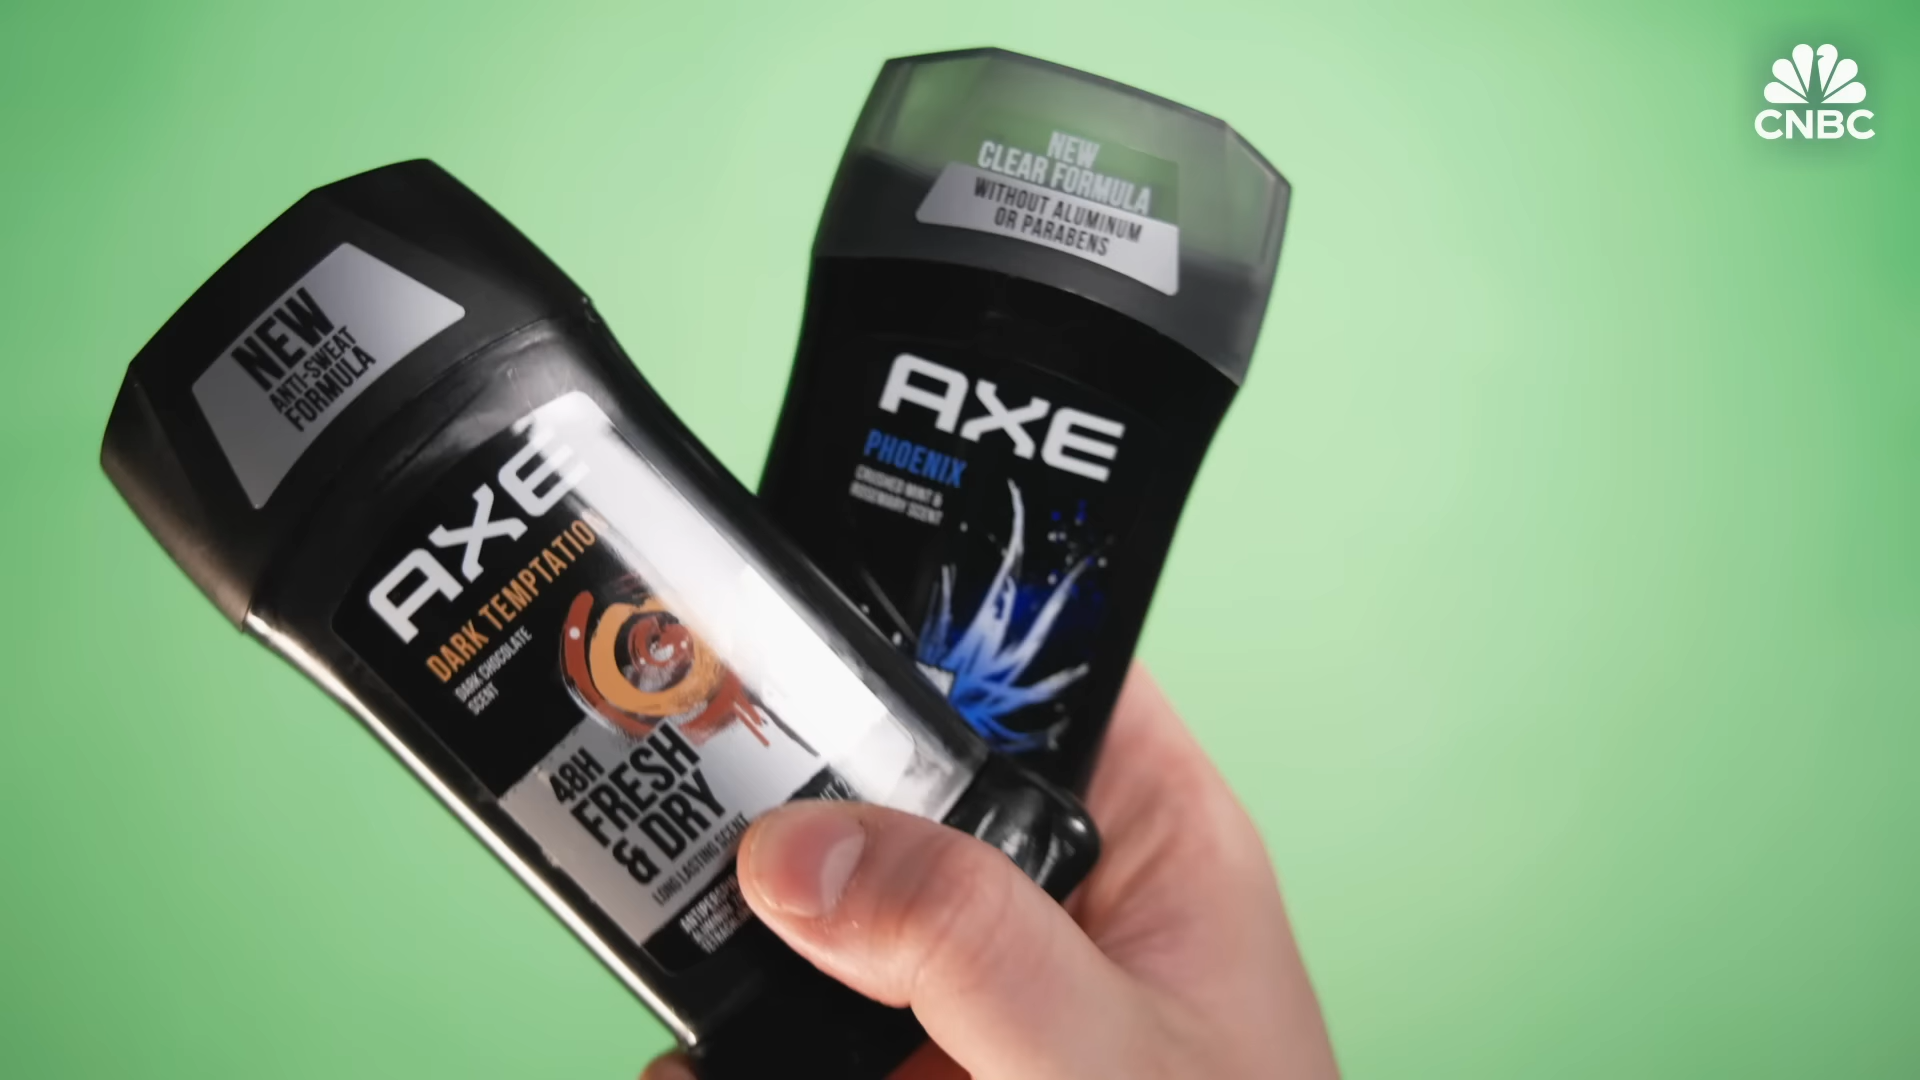 CNBC
NEW
CLEAR FORMULA
WITHOUT ALUMINUM
OR PARABENS
AXE
PHOENIX
CRUSHED MINT &
ROSEMARY SCENT
NEW
ANTI-SWEAT
FORMULA
AXE
DARK TEMPTATION
DARK CHOCOLATE
SCENT
48H
FRESH
& DRY
LONG LASTING SCENT